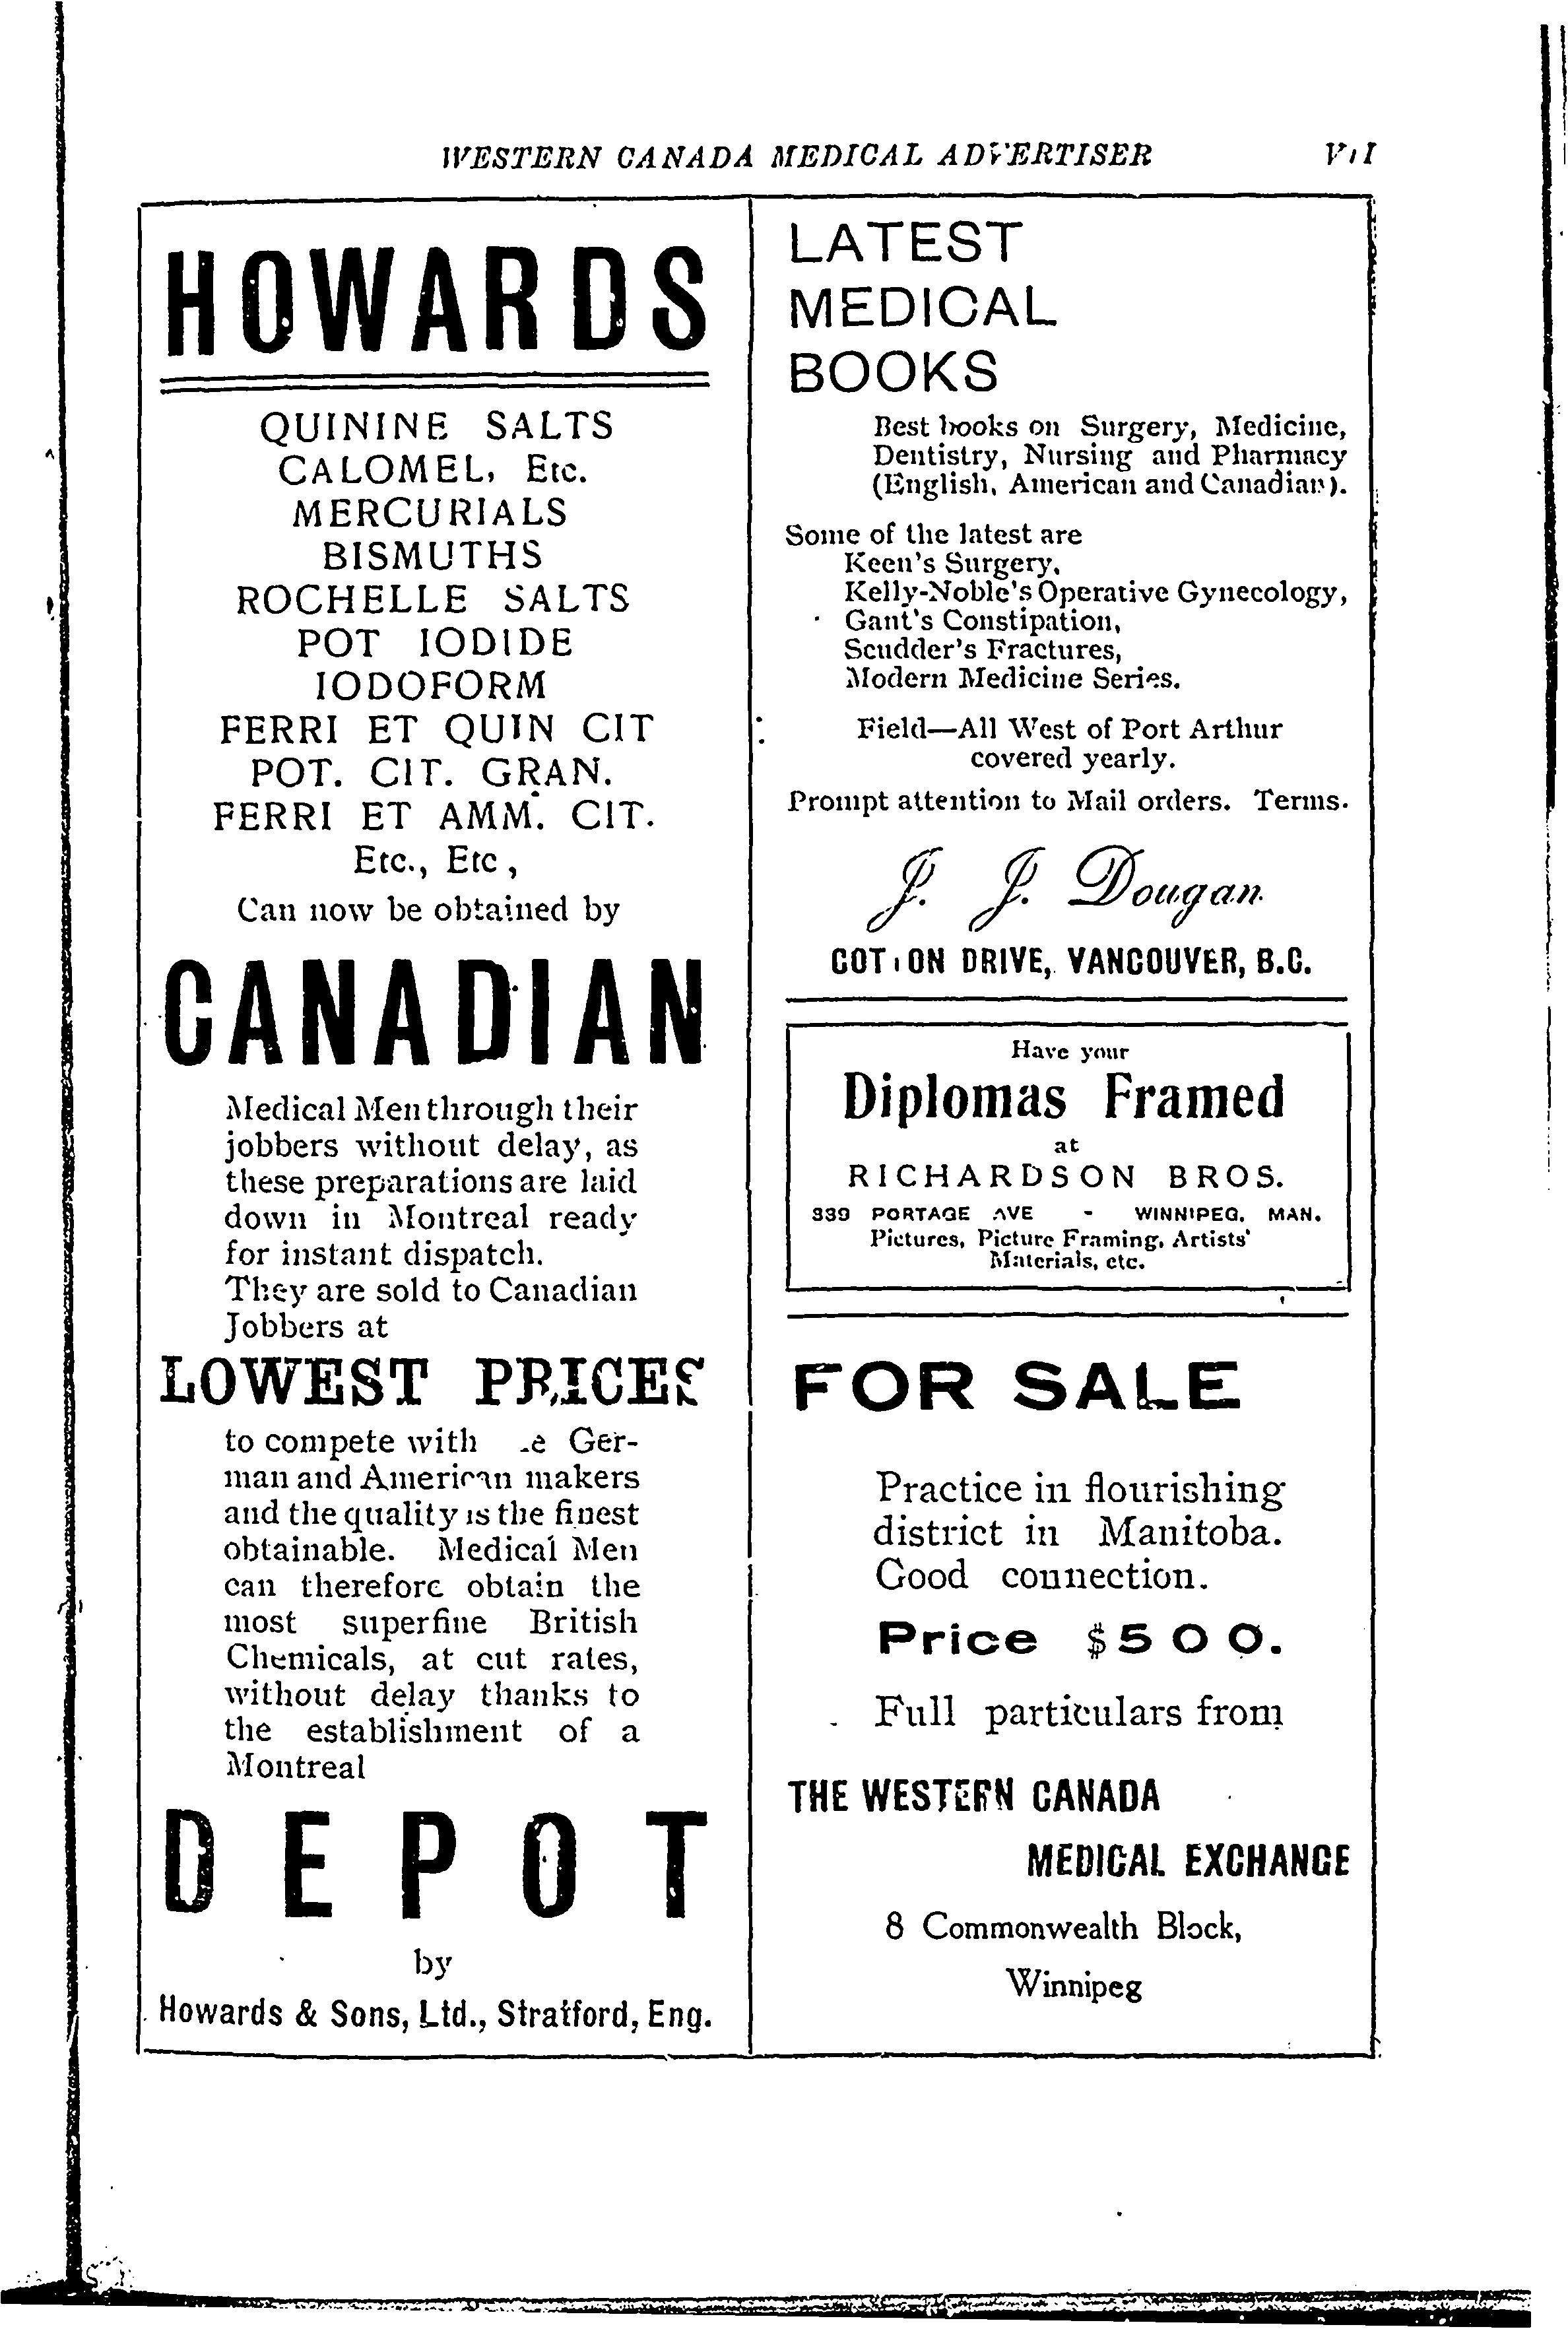 WESTERN CANADA MEDICAL ADVERTISER VII
HOWARDS
QUININE SALTS
CALOMEL, Etc.
MERCURIALS
BISMUTHS
ROCHELLE SALTS
POT IODIDE
IODOFORM
FERRI ET QUIN CIT
POT. CIT. GRAN.
FERRI ET AMM. CIT.
Etc., Etc,
Can now be obtained by
CANADIAN
Medical Men through their
jobbers without delay, as
these preparations are laid
down in Montreal ready
for instant dispatch.
They are sold to Canadian
Jobbers at
LOWEST PRICES
to compete with Ger-
man and American makers
and the quality is the finest
obtainable. Medical Men
can therefore obtain the
most superfine British
Chemicals, at cut rates,
without delay thanks to
the establishment of a
Montreal
DEPOT
by
Howards & Sons, Ltd., Stratford, Eng.
LATEST
MEDICAL
BOOKS
Best books on Surgery, Medicine,
Dentistry, Nursing and Pharmacy
(English, American and Canadian).
Some of the latest are
Keen's Surgery,
Kelly-Noble's Operative Gynecology,
Gant's Constipation,
Scudder's Fractures,
Modern Medicine Series.
Field—All West of Port Arthur
covered yearly.
Prompt attention to Mail orders. Terms.
J. J. Dougan
COTTON DRIVE, VANCOUVER, B.C.
Have your
Diplomas Framed
at
RICHARDSON BROS.
339 PORTAGE AVE - WINNIPEG, MAN.
Pictures, Picture Framing, Artists'
Materials, etc.
FOR SALE
Practice in flourishing
district in Manitoba.
Good connection.
Price $500.
Full particulars from
THE WESTERN CANADA
MEDICAL EXCHANGE
8 Commonwealth Block,
Winnipeg